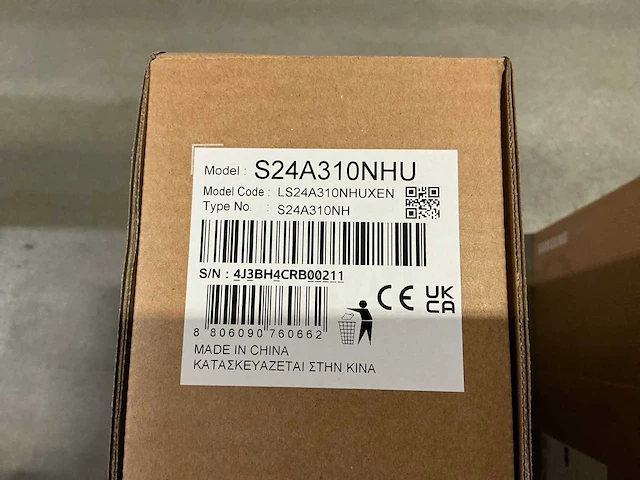 Model : S24A310NHU
Model Code : LS24A310NHUXEN
Type No. : S24A310NH
S/N : 4J3BH4CRB00211
CE UK CA
8 806090 760662
MADE IN CHINA
ΚΑΤΑΣΚΕΥΑΖΕΤΑΙ ΣΤΗΝ ΚΙΝΑ